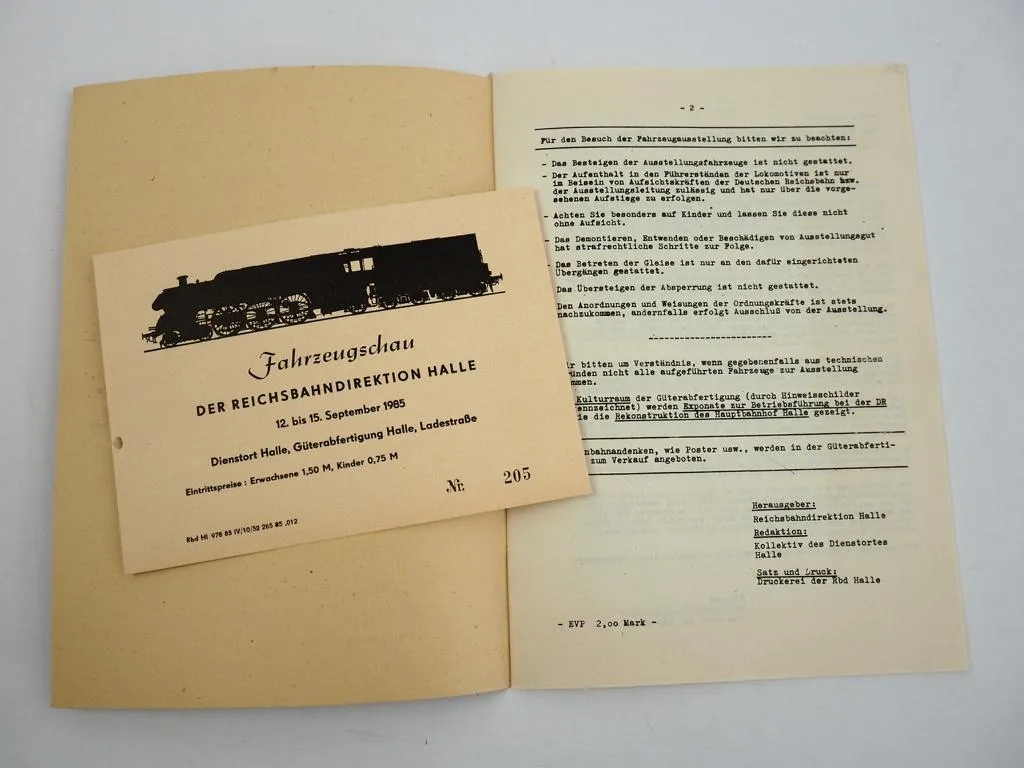 Fahrzeugschau
DER REICHSBAHNDIREKTION HALLE
12. bis 15. September 1985
Dienstort Halle, Güterabfertigung Halle, Ladestraße
Eintrittspreise : Erwachsene 1,50 M, Kinder 0,75 M
Nr. 205
Rbd Hl 978 85 IV/10/52 265 85 ,012
- 2 -
Für den Besuch der Fahrzeugausstellung bitten wir zu beachten:
- Das Besteigen der Ausstellungsfahrzeuge ist nicht gestattet.
- Der Aufenthalt in den Führerständen der Lokomotiven ist nur
im Beisein von Aufsichtskräften der Deutschen Reichsbahn bzw.
der Ausstellungsleitung zulässig und hat nur über die vorge-
sehenen Aufstiege zu erfolgen.
- Achten Sie besonders auf Kinder und lassen Sie diese nicht
ohne Aufsicht.
- Das Demontieren, Entwenden oder Beschädigen von Ausstellungsgut
hat strafrechtliche Schritte zur Folge.
Das Betreten der Gleise ist nur an den dafür eingerichteten
Übergängen gestattet.
Das Übersteigen der Absperrung ist nicht gestattet.
Den Anordnungen und Weisungen der Ordnungskräfte ist stets
nachzukommen, andernfalls erfolgt Ausschluß von der Ausstellung.
ir bitten um Verständnis, wenn gegebenenfalls aus technischen
ünden nicht alle aufgeführten Fahrzeuge zur Ausstellung
mmen.
Kulturraum der Güterabfertigung (durch Hinweisschilder
ennzeichnet) werden Exponate zur Betriebsführung bei der DR
ie die Rekonstruktion des Hauptbahnhof Halle gezeigt.
nbahnandenken, wie Poster usw., werden in der Güterabferti-
zum Verkauf angeboten.
Herausgeber:
Reichsbahndirektion Halle
Redaktion:
Kollektiv des Dienstortes
Halle
Satz und Druck:
Druckerei der Rbd Halle
- EVP 2,oo Mark -